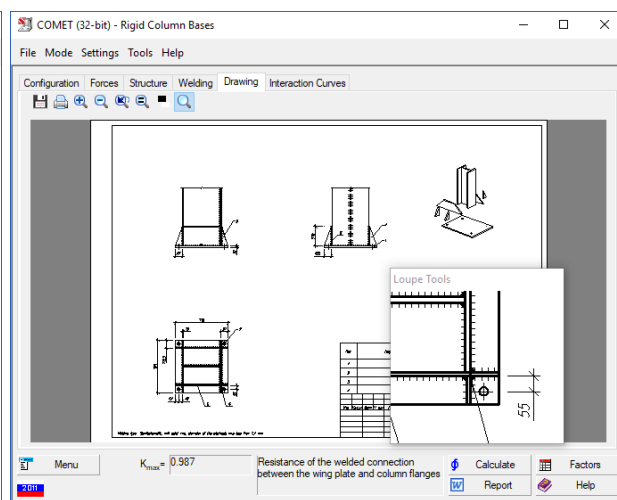 COMET (32-bit) - Rigid Column Bases
File Mode Settings Tools Help
Configuration Forces Structure Welding Drawing Interaction Curves
Loupe Tools
55
Menu
Kmax= 0.987
Resistance of the welded connection
between the wing plate and column flanges
Calculate
Factors
Report
Help
2011